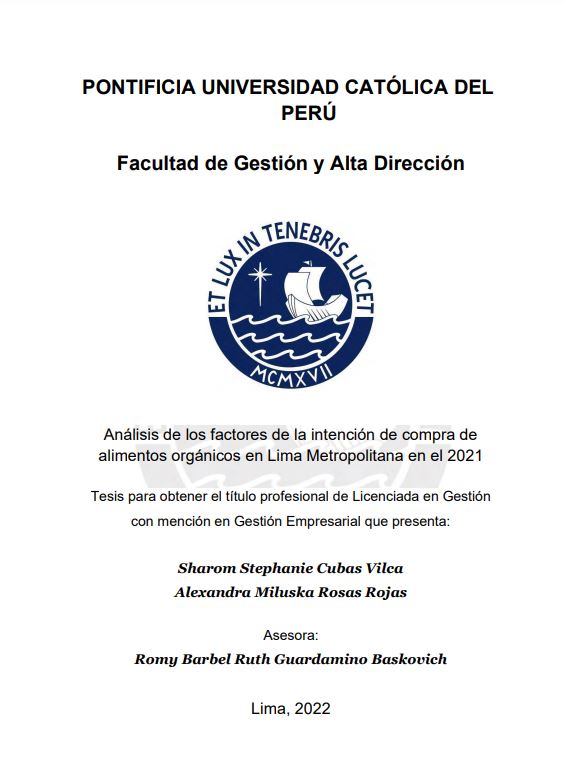 PONTIFICIA UNIVERSIDAD CATÓLICA DEL
PERÚ
Facultad de Gestión y Alta Dirección
ET LUX IN TENEBRIS LUCET
MCMXVII
Análisis de los factores de la intención de compra de
alimentos orgánicos en Lima Metropolitana en el 2021
Tesis para obtener el título profesional de Licenciada en Gestión
con mención en Gestión Empresarial que presenta:
Sharom Stephanie Cubas Vilca
Alexandra Miluska Rosas Rojas
Asesora:
Romy Barbel Ruth Guardamino Baskovich
Lima, 2022